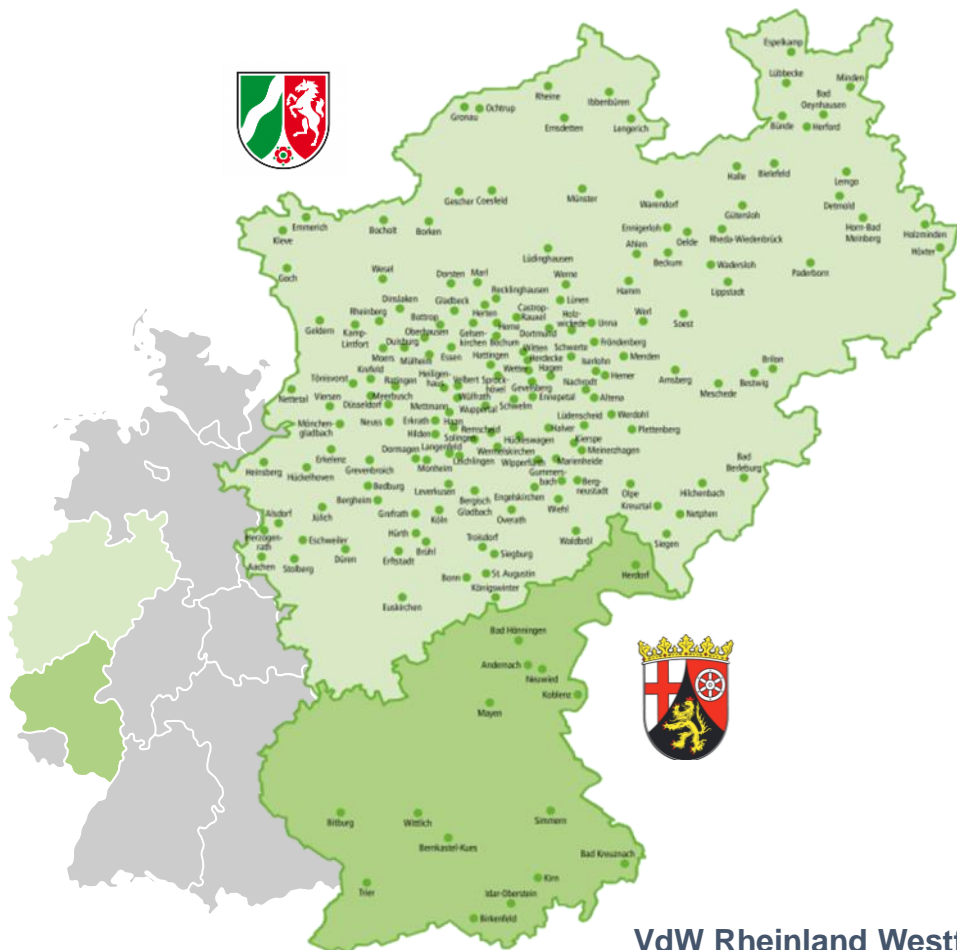 Espelkamp
Lübbecke
Minden
Bad
Oeynhausen
Rheine
Ibbenbüren
Gronau
Ochtrup
Emsdetten
Lengerich
Bünde
Herford
Halle
Bielefeld
Lemgo
Gescher
Coesfeld
Münster
Warendorf
Detmold
Gütersloh
Emmerich
Bocholt
Borken
Ennigerloh
Horn-Bad
Meinberg
Holzminden
Kleve
Ahlen
Oelde
Rheda-Wiedenbrück
Höxter
Lüdinghausen
Beckum
Wadersloh
Paderborn
Goch
Wesel
Dorsten
Marl
Werne
Hamm
Lippstadt
Recklinghausen
Dinslaken
Gladbeck
Castrop-
Rauxel
Lünen
Rheinberg
Bottrop
Herten
Holz-
wickede
Unna
Werl
Soest
Geldern
Kamp-
Lintfort
Duisburg
Oberhausen
Gelsen-
kirchen
Herne
Bochum
Dortmund
Fröndenberg
Moers
Mülheim
Essen
Hattingen
Witten
Herdecke
Schwerte
Iserlohn
Menden
Brilon
Krefeld
Heiligen-
haus
Wetter
Hagen
Hemer
Arnsberg
Bestwig
Tönisvorst
Ratingen
Velbert
Sprock-
hövel
Gevelsberg
Nachrodt
Meschede
Nettetal
Viersen
Meerbusch
Wülfrath
Ennepetal
Altena
Düsseldorf
Mettmann
Wuppertal
Schwelm
Lüdenscheid
Werdohl
Mönchen-
gladbach
Neuss
Erkrath
Haan
Remscheid
Halver
Plettenberg
Hilden
Solingen
Hückeswagen
Kierspe
Erkelenz
Dormagen
Langenfeld
Wermelskirchen
Meinerzhagen
Bad
Berleburg
Heinsberg
Grevenbroich
Monheim
Leichlingen
Wipperfürth
Marienheide
Hückelhoven
Gummers-
bach
Bedburg
Leverkusen
Berg-
neustadt
Olpe
Hilchenbach
Bergheim
Bergisch
Gladbach
Engelskirchen
Kreuztal
Alsdorf
Jülich
Grefrath
Köln
Overath
Wiehl
Netphen
Herzogen-
rath
Eschweiler
Hürth
Troisdorf
Waldbröl
Siegen
Aachen
Stolberg
Düren
Erftstadt
Brühl
Siegburg
Bonn
St. Augustin
Herdorf
Königswinter
Euskirchen
Bad Hönningen
Andernach
Neuwied
Koblenz
Mayen
Bitburg
Wittlich
Simmern
Bernkastel-Kues
Bad Kreuznach
Trier
Kirn
Idar-Oberstein
Birkenfeld
VdW Rheinland